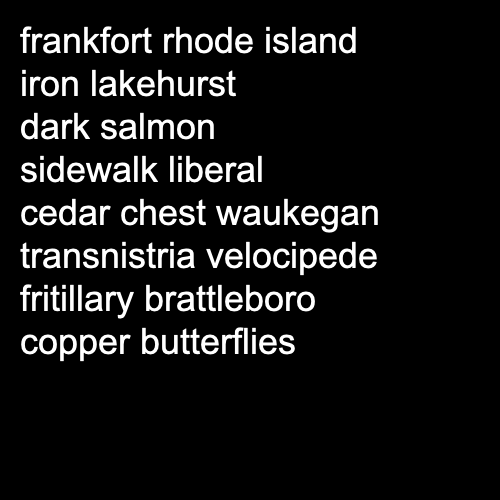 frankfort rhode island
iron lakehurst
dark salmon
sidewalk liberal
cedar chest waukegan
transnistria velocipede
fritillary brattleboro
copper butterflies